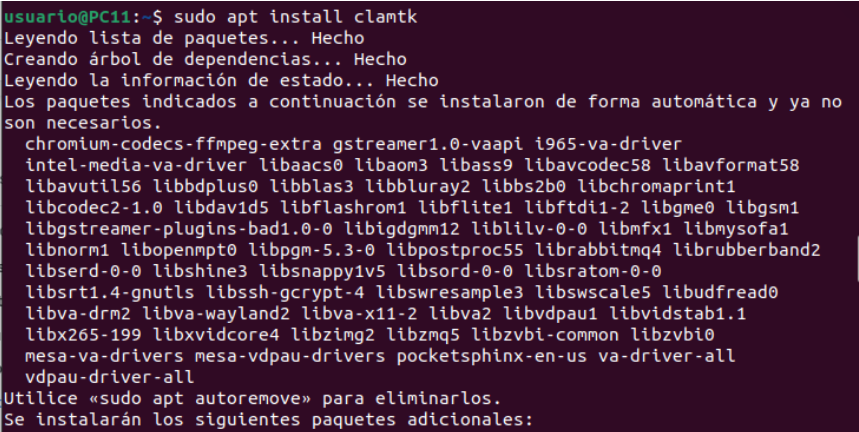 usuario@PC11:~$ sudo apt install clamtk
Leyendo lista de paquetes... Hecho
Creando árbol de dependencias... Hecho
Leyendo la información de estado... Hecho
Los paquetes indicados a continuación se instalaron de forma automática y ya no
son necesarios.
  chromium-codecs-ffmpeg-extra gstreamer1.0-vaapi i965-va-driver
  intel-media-va-driver libaacs0 libaom3 libass9 libavcodec58 libavformat58
  libavutil56 libbdplus0 libblas3 libbluray2 libbs2b0 libchromaprint1
  libcodec2-1.0 libdav1d5 libflashrom1 libflite1 libftdi1-2 libgme0 libgsm1
  libgstreamer-plugins-bad1.0-0 libigdgmm12 liblilv-0-0 libmfx1 libmysofa1
  libnorm1 libopenmpt0 libpgm-5.3-0 libpostproc55 librabbitmq4 librubberband2
  libserd-0-0 libshine3 libsnappy1v5 libsord-0-0 libsratom-0-0
  libsrt1.4-gnutls libssh-gcrypt-4 libswresample3 libswscale5 libudfread0
  libva-drm2 libva-wayland2 libva-x11-2 libva2 libvdpau1 libvidstab1.1
  libx265-199 libxvidcore4 libzimg2 libzmq5 libzvbi-common libzvbi0
  mesa-va-drivers mesa-vdpau-drivers pocketsphinx-en-us va-driver-all
  vdpau-driver-all
Utilice «sudo apt autoremove» para eliminarlos.
Se instalarán los siguientes paquetes adicionales: